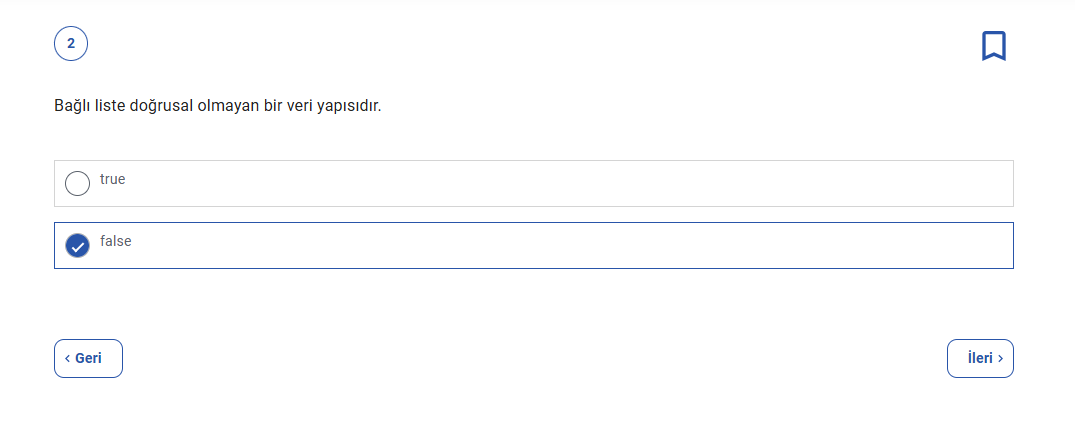 2
Bağlı liste doğrusal olmayan bir veri yapısıdır.
true
false
‹ Geri
İleri ›